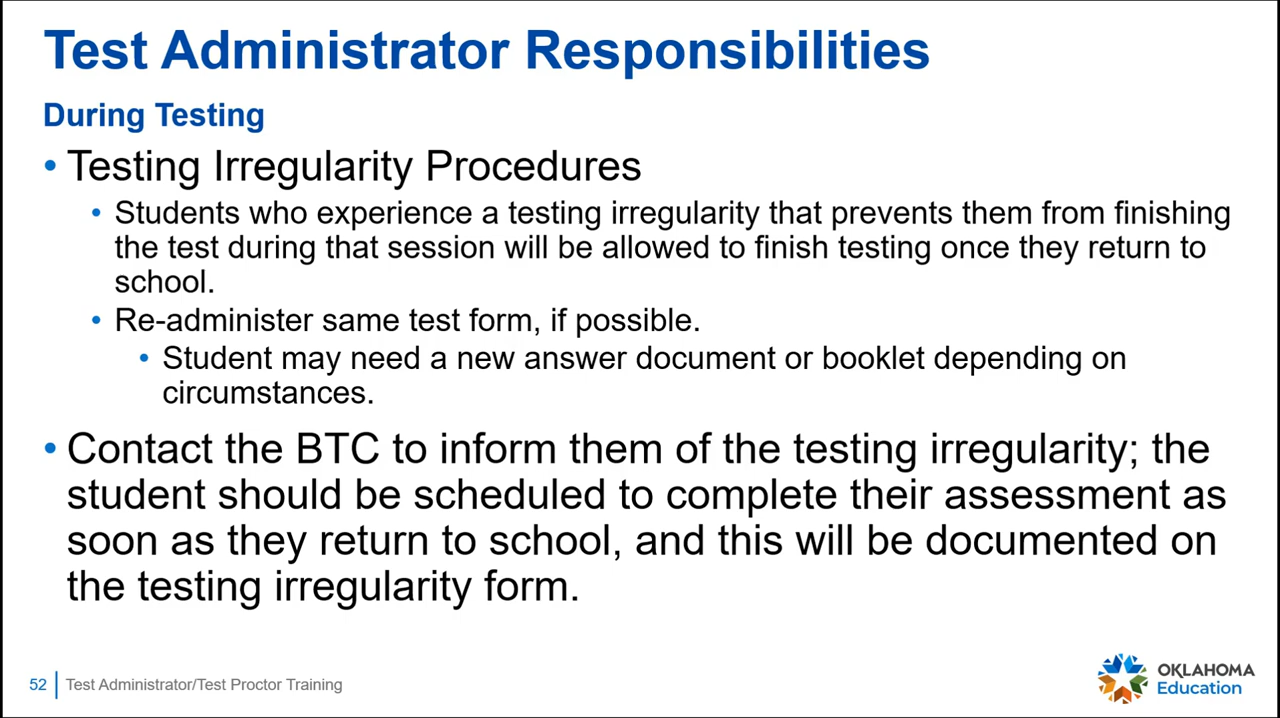 Test Administrator Responsibilities
During Testing
• Testing Irregularity Procedures
• Students who experience a testing irregularity that prevents them from finishing
the test during that session will be allowed to finish testing once they return to
school.
• Re-administer same test form, if possible.
• Student may need a new answer document or booklet depending on
circumstances.
• Contact the BTC to inform them of the testing irregularity; the
student should be scheduled to complete their assessment as
soon as they return to school, and this will be documented on
the testing irregularity form.
52 Test Administrator/Test Proctor Training
OKLAHOMA
Education